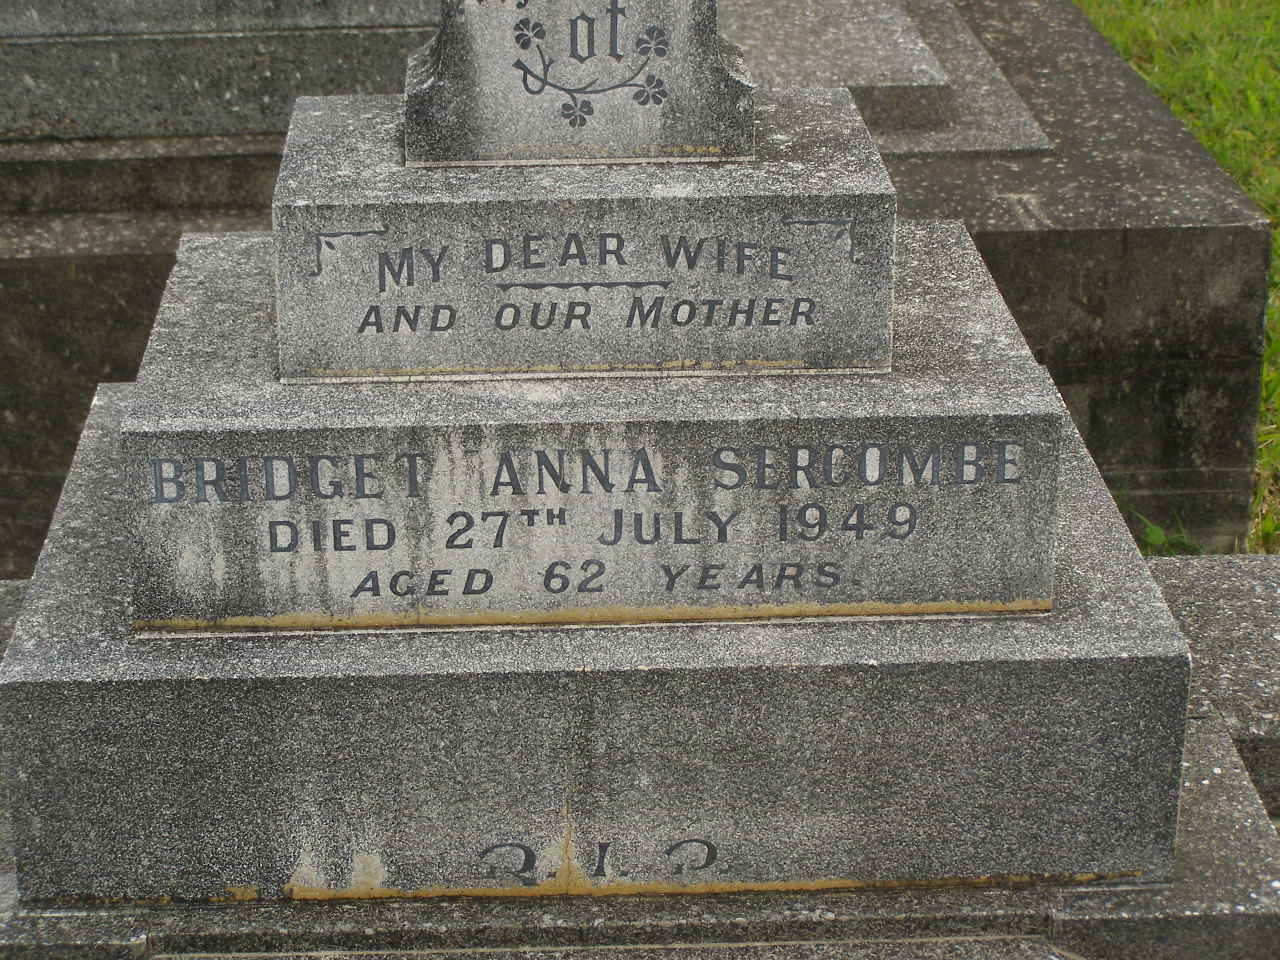 of
MY DEAR WIFE
AND OUR MOTHER
BRIDGET ANNA SERCOMBE
DIED 27TH JULY 1949
AGED 62 YEARS.
R.I.P.